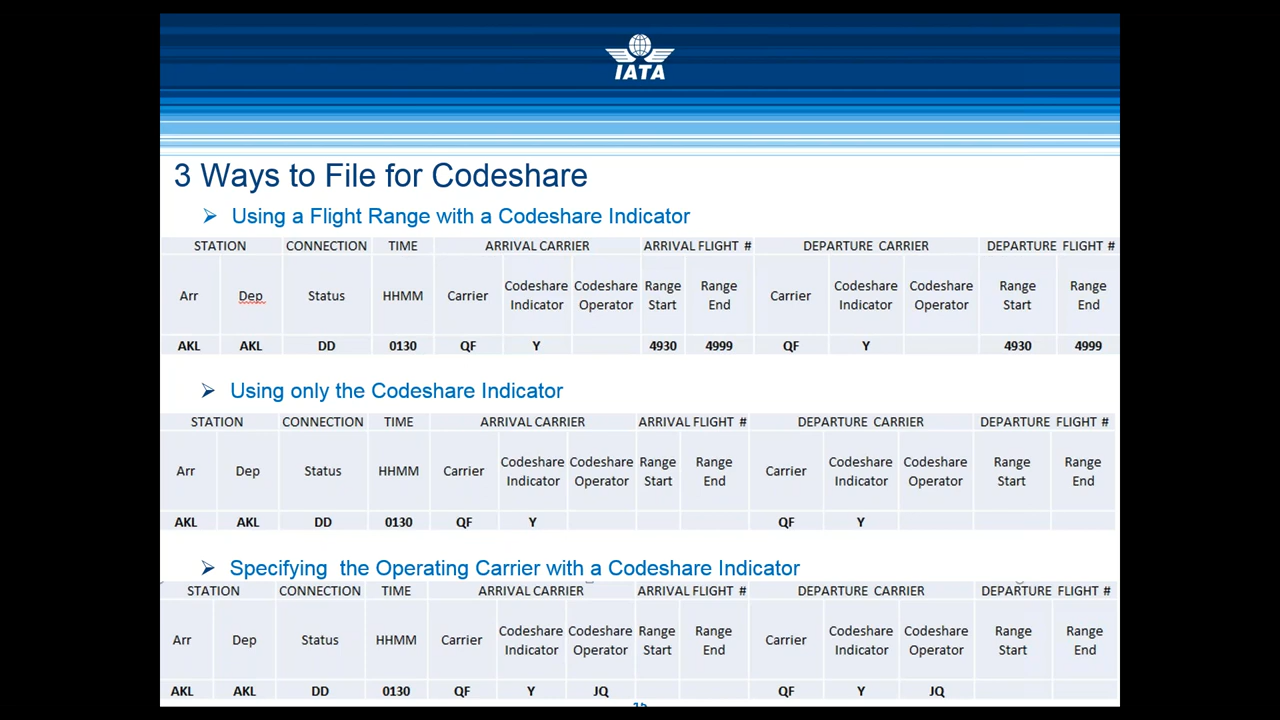 IATA
3 Ways to File for Codeshare
Using a Flight Range with a Codeshare Indicator
STATION CONNECTION TIME ARRIVAL CARRIER ARRIVAL FLIGHT # DEPARTURE CARRIER DEPARTURE FLIGHT #
Arr Dep Status HHMM Carrier Codeshare Indicator Codeshare Operator Range Start Range End Carrier Codeshare Indicator Codeshare Operator Range Start Range End
AKL AKL DD 0130 QF Y 4930 4999 QF Y 4930 4999
Using only the Codeshare Indicator
STATION CONNECTION TIME ARRIVAL CARRIER ARRIVAL FLIGHT # DEPARTURE CARRIER DEPARTURE FLIGHT #
Arr Dep Status HHMM Carrier Codeshare Indicator Codeshare Operator Range Start Range End Carrier Codeshare Indicator Codeshare Operator Range Start Range End
AKL AKL DD 0130 QF Y QF Y
Specifying the Operating Carrier with a Codeshare Indicator
STATION CONNECTION TIME ARRIVAL CARRIER ARRIVAL FLIGHT # DEPARTURE CARRIER DEPARTURE FLIGHT #
Arr Dep Status HHMM Carrier Codeshare Indicator Codeshare Operator Range Start Range End Carrier Codeshare Indicator Codeshare Operator Range Start Range End
AKL AKL DD 0130 QF Y JQ QF Y JQ